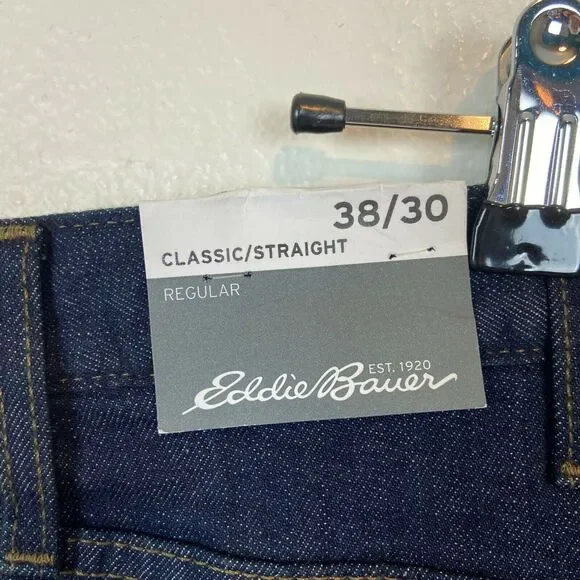 38/30
CLASSIC/STRAIGHT
REGULAR
EST. 1920
Eddie Bauer